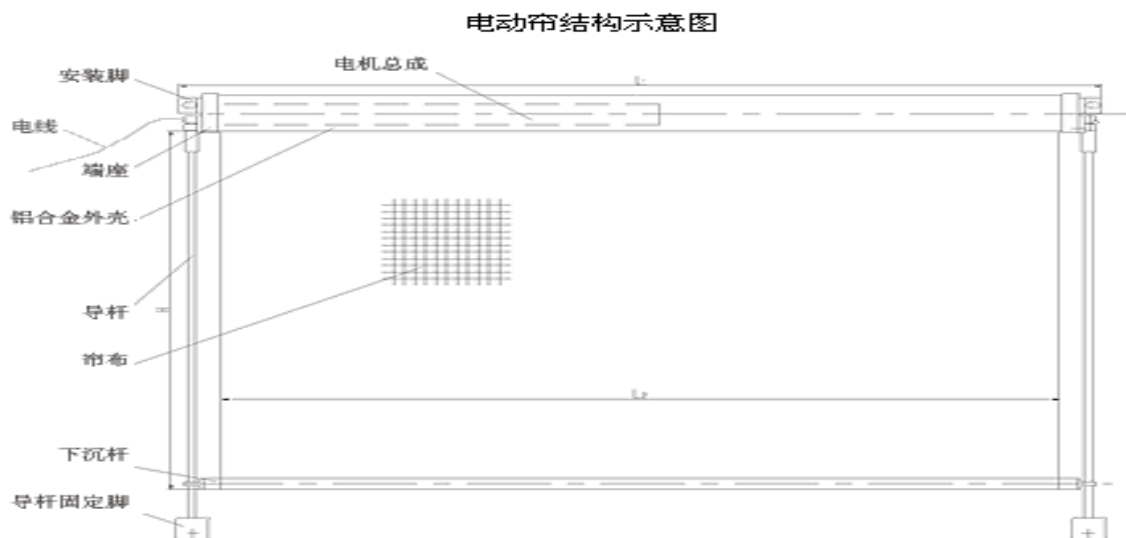 电动帘结构示意图
电机总成
安装脚
电线
端座
铝合金外壳
导杆
帘布
下沉杆
导杆固定脚
L₂